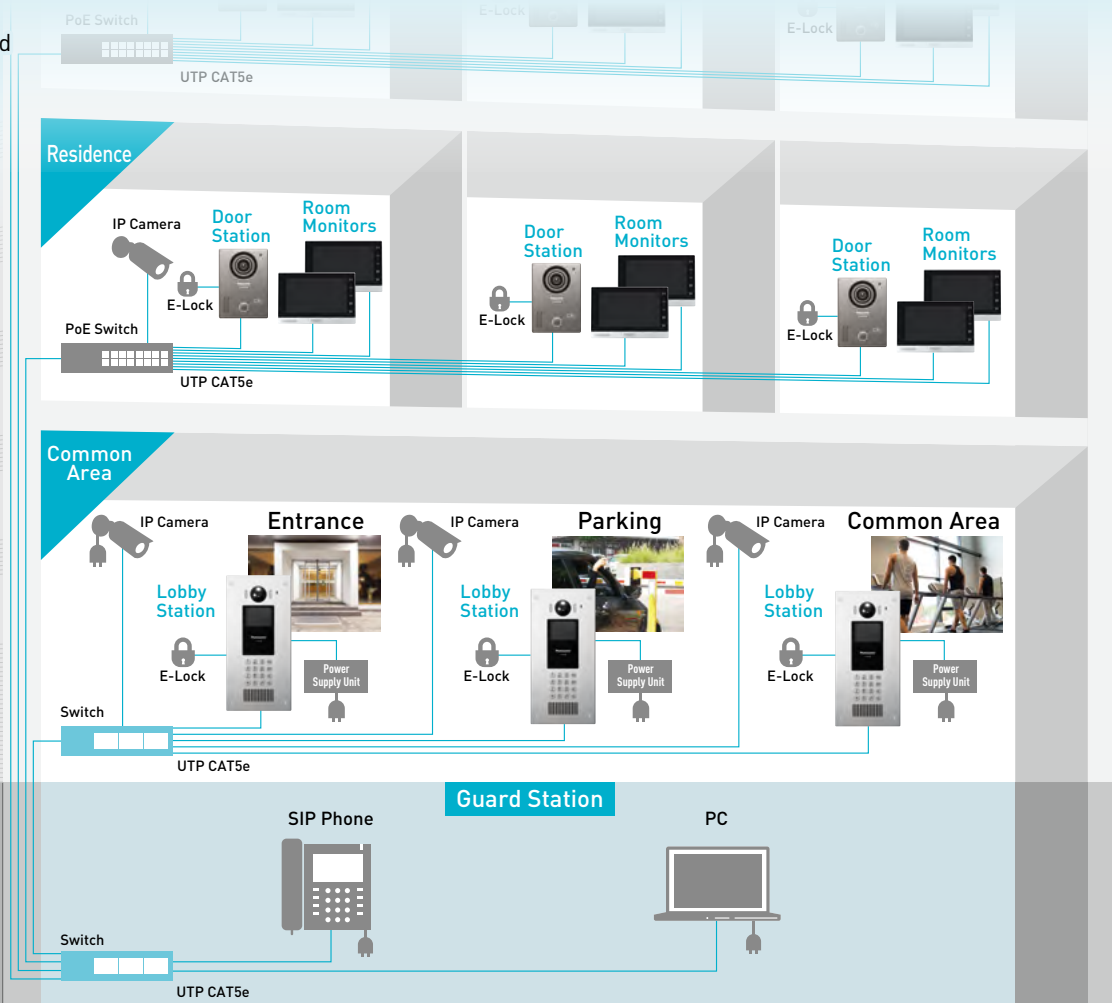 PoE Switch
E-Lock
E-Lock
d
UTP CAT5e
Residence
IP Camera
Door
Station
Room
Monitors
E-Lock
PoE Switch
UTP CAT5e
Door
Station
Room
Monitors
E-Lock
Door
Station
Room
Monitors
E-Lock
Common
Area
IP Camera
Entrance
Lobby
Station
E-Lock
Power
Supply Unit
IP Camera
Parking
Lobby
Station
E-Lock
Power
Supply Unit
IP Camera
Common Area
Lobby
Station
E-Lock
Power
Supply Unit
Switch
UTP CAT5e
Guard Station
SIP Phone
PC
Switch
UTP CAT5e